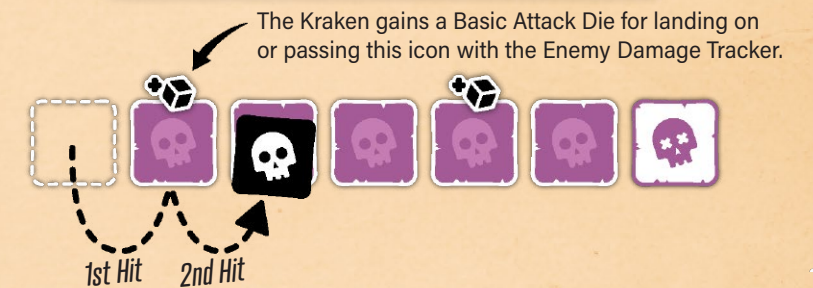 The Kraken gains a Basic Attack Die for landing on
or passing this icon with the Enemy Damage Tracker.
1st Hit
2nd Hit